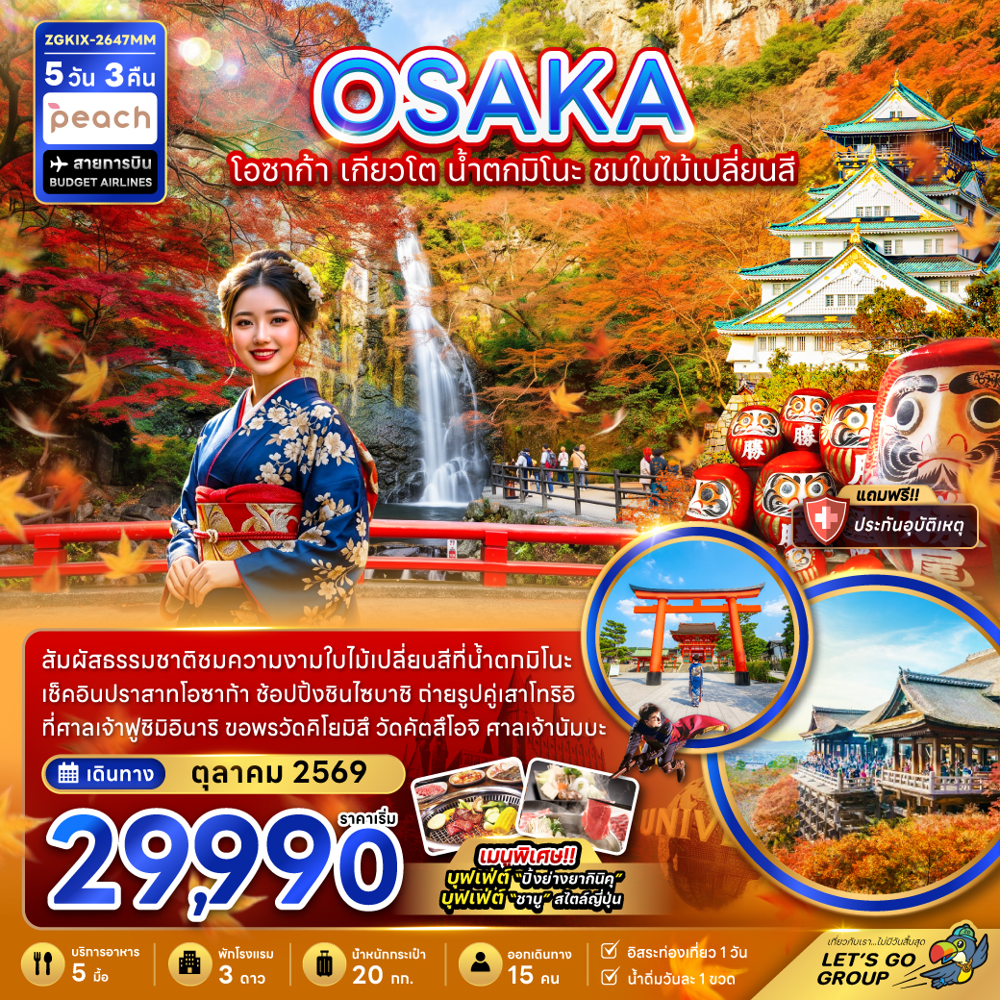 ZGKIX-2647MM
5 วัน 3 คืน
peach
สายการบิน
BUDGET AIRLINES
OSAKA
โอซาก้า เกียวโต น้ำตกมิโนะ ชมใบไม้เปลี่ยนสี
勝
勝
勝
แถมฟรี!!
ประกันอุบัติเหตุ
สัมผัสธรรมชาติชมความงามใบไม้เปลี่ยนสีที่น้ำตกมิโนะ
เช็คอินปราสาทโอซาก้า ช้อปปิ้งชินไซบาชิ ถ่ายรูปคู่เสาโทริอิ
ที่ศาลเจ้าฟูชิมิอินาริ ขอพรวัดคิโยมิสึ วัดคัตสึโอจิ ศาลเจ้านัมบะ
เดินทาง ตุลาคม 2569
ราคาเริ่ม
29,990
UNIV
เมนูพิเศษ!!
บุฟเฟ่ต์ "ปิ้งย่างยากินิคุ"
บุฟเฟ่ต์ "ชาบู" สไตล์ญี่ปุ่น
บริการอาหาร
5 มื้อ
พักโรงแรม
3 ดาว
น้ำหนักกระเป๋า
20 กก.
ออกเดินทาง
15 คน
อิสระท่องเที่ยว 1 วัน
น้ำดื่มวันละ 1 ขวด
เที่ยวกับเรา...ไม่มีวันสิ้นสุด
LET'S GO
GROUP